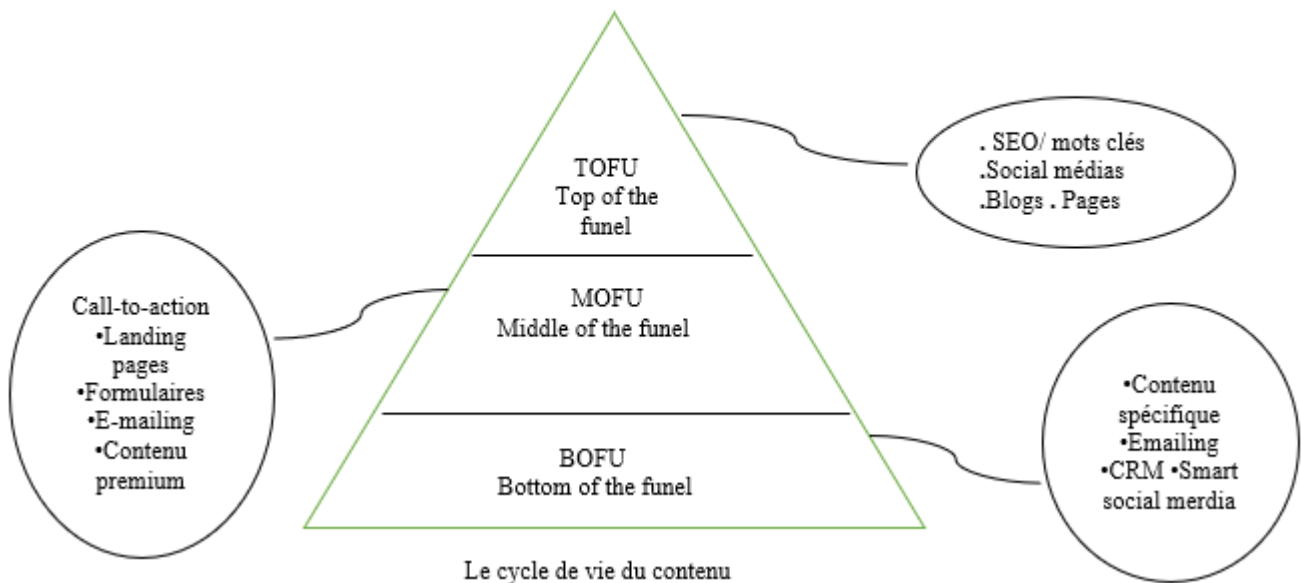 TOFU
Top of the
funel
. SEO/ mots clés
.Social médias
.Blogs . Pages
MOFU
Middle of the funel
Call-to-action
•Landing
pages
•Formulaires
•E-mailing
•Contenu
premium
BOFU
Bottom of the funel
•Contenu
spécifique
•Emailing
•CRM •Smart
social merdia
Le cycle de vie du contenu